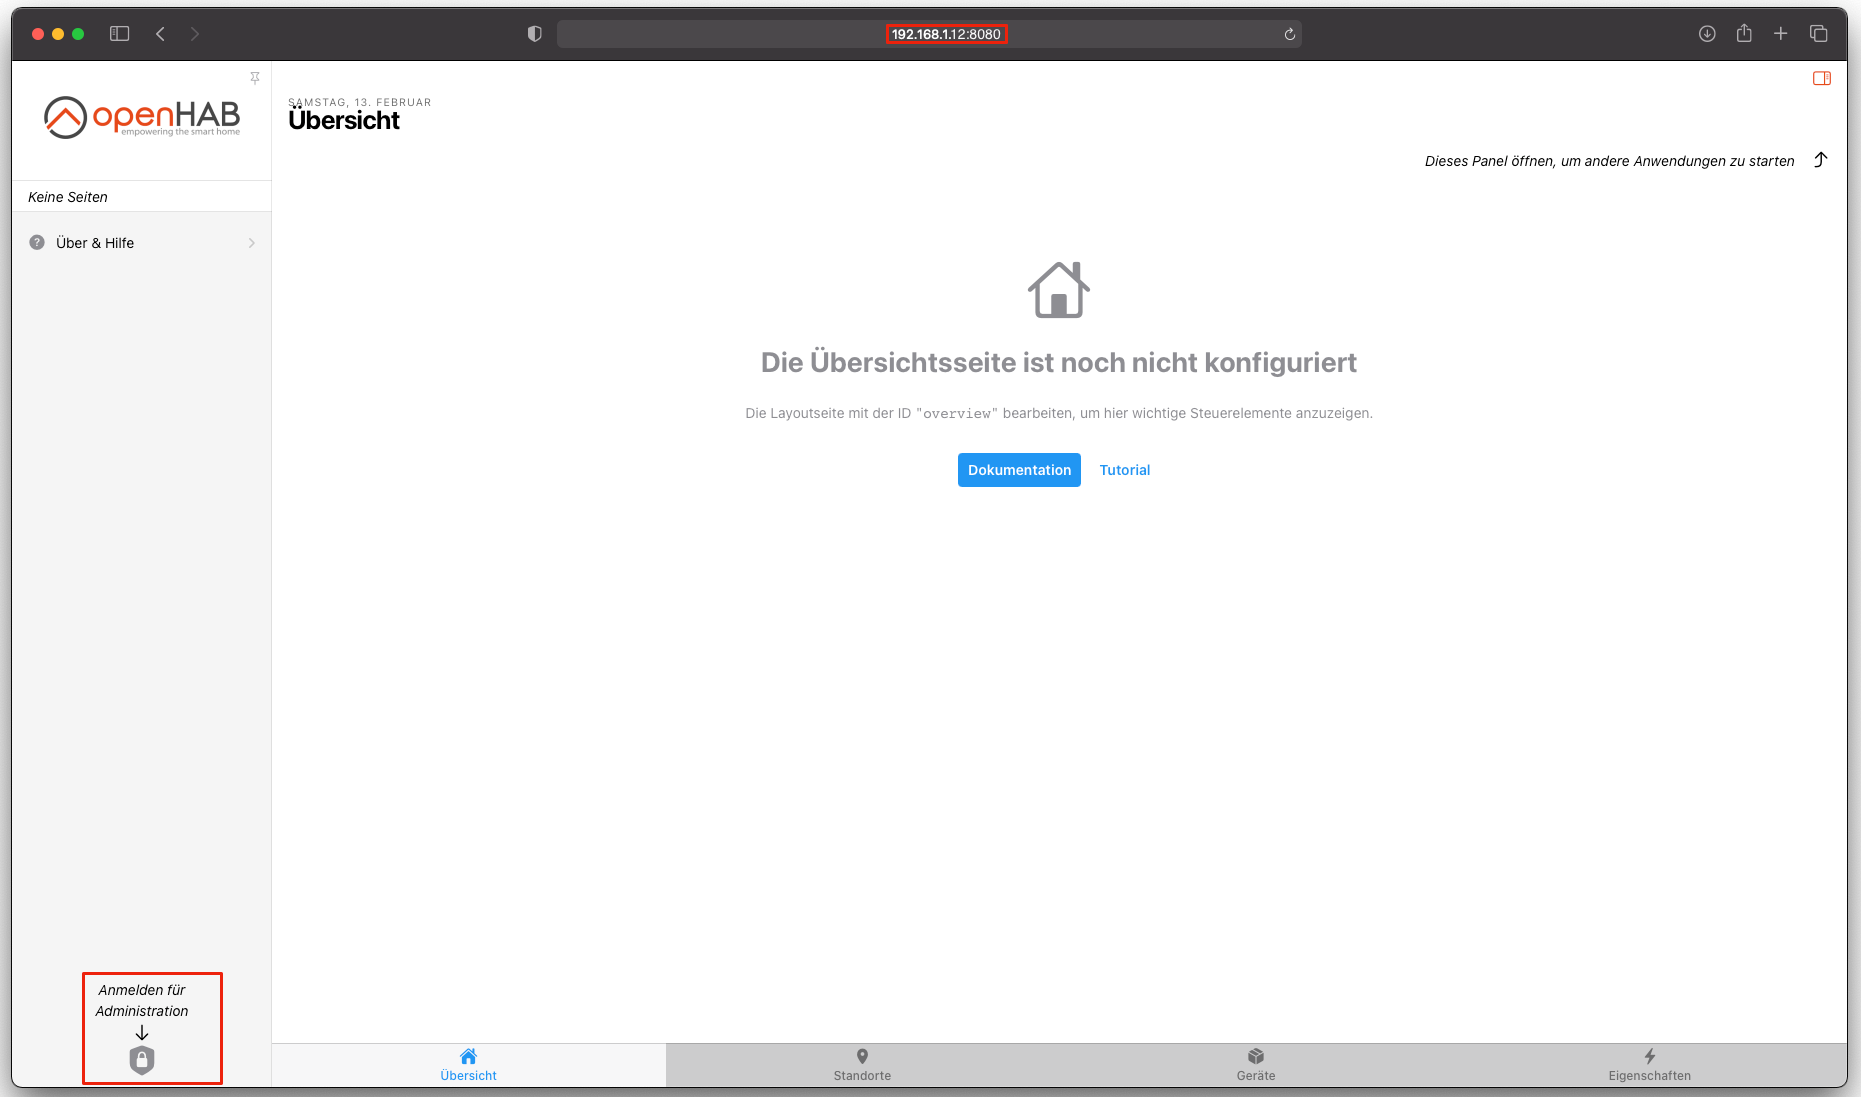 192.168.1.12:8080
openHAB
empowering the smart home
SAMSTAG, 13. FEBRUAR
Übersicht
Dieses Panel öffnen, um andere Anwendungen zu starten
Keine Seiten
Über & Hilfe
Die Übersichtsseite ist noch nicht konfiguriert
Die Layoutseite mit der ID "overview" bearbeiten, um hier wichtige Steuerelemente anzuzeigen.
Dokumentation Tutorial
Anmelden für
Administration
Übersicht Standorte Geräte Eigenschaften